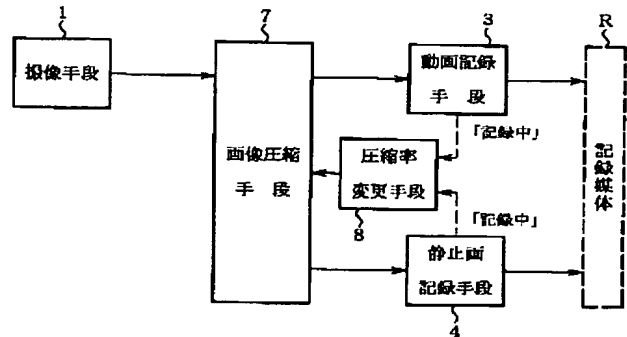 1
撮像手段
7
画像圧縮
手段
3
動画記録
手段
「記録中」
圧縮率
変更手段
8
「記録中」
静止画
記録手段
4
R
記録媒体